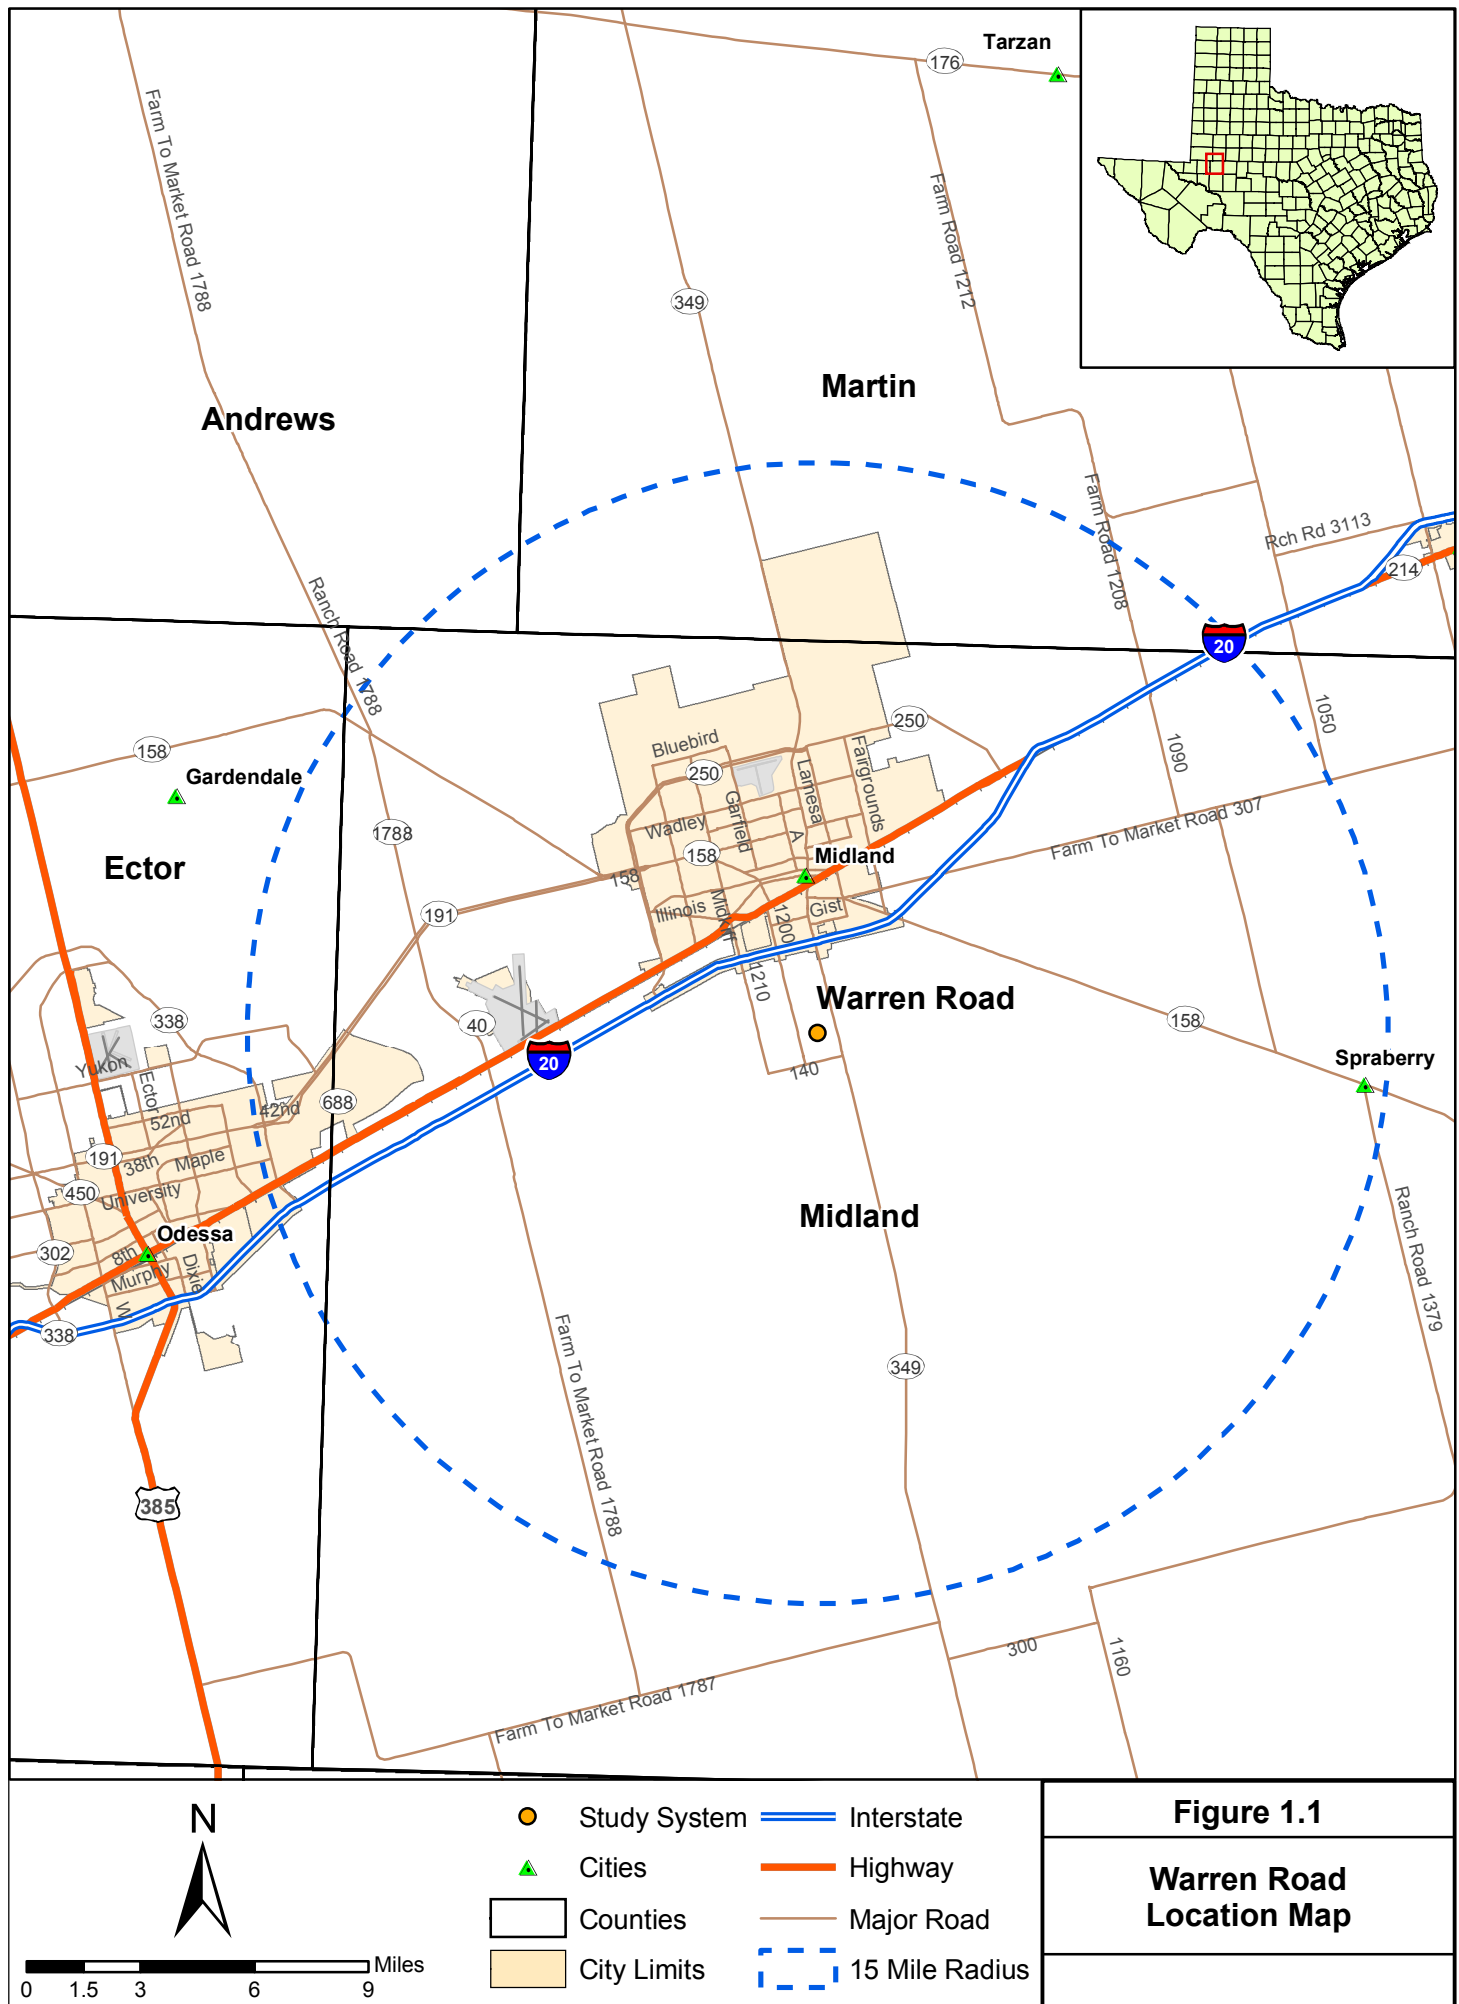 Tarzan
176
Farm To Market Road 1788
Farm Road 1212
349
Martin
Andrews
Farm Road 1208
Rch Rd 3113
214
20
Ranch Road 1788
1050
250
1090
Bluebird
158
Gardendale
250
Lamesa
Fairgrounds
Garfield
Wadley
A
1788
Farm To Market Road 307
Ector
158
Midland
158
191
Illinois
Midkiff
1200
Gist
1210
Warren Road
338
40
158
20
140
Spraberry
Yukon
Ector
52nd
42nd
688
191
38th
Maple
450
University
Midland
Ranch Road 1379
Odessa
302
8th
Murphy
Dixie
W
338
Farm To Market Road 1788
349
385
300
1160
Farm To Market Road 1787
N
Miles
0 1.5 3 6 9
Study System
Cities
Counties
City Limits
Interstate
Highway
Major Road
15 Mile Radius
Figure 1.1
Warren Road
Location Map